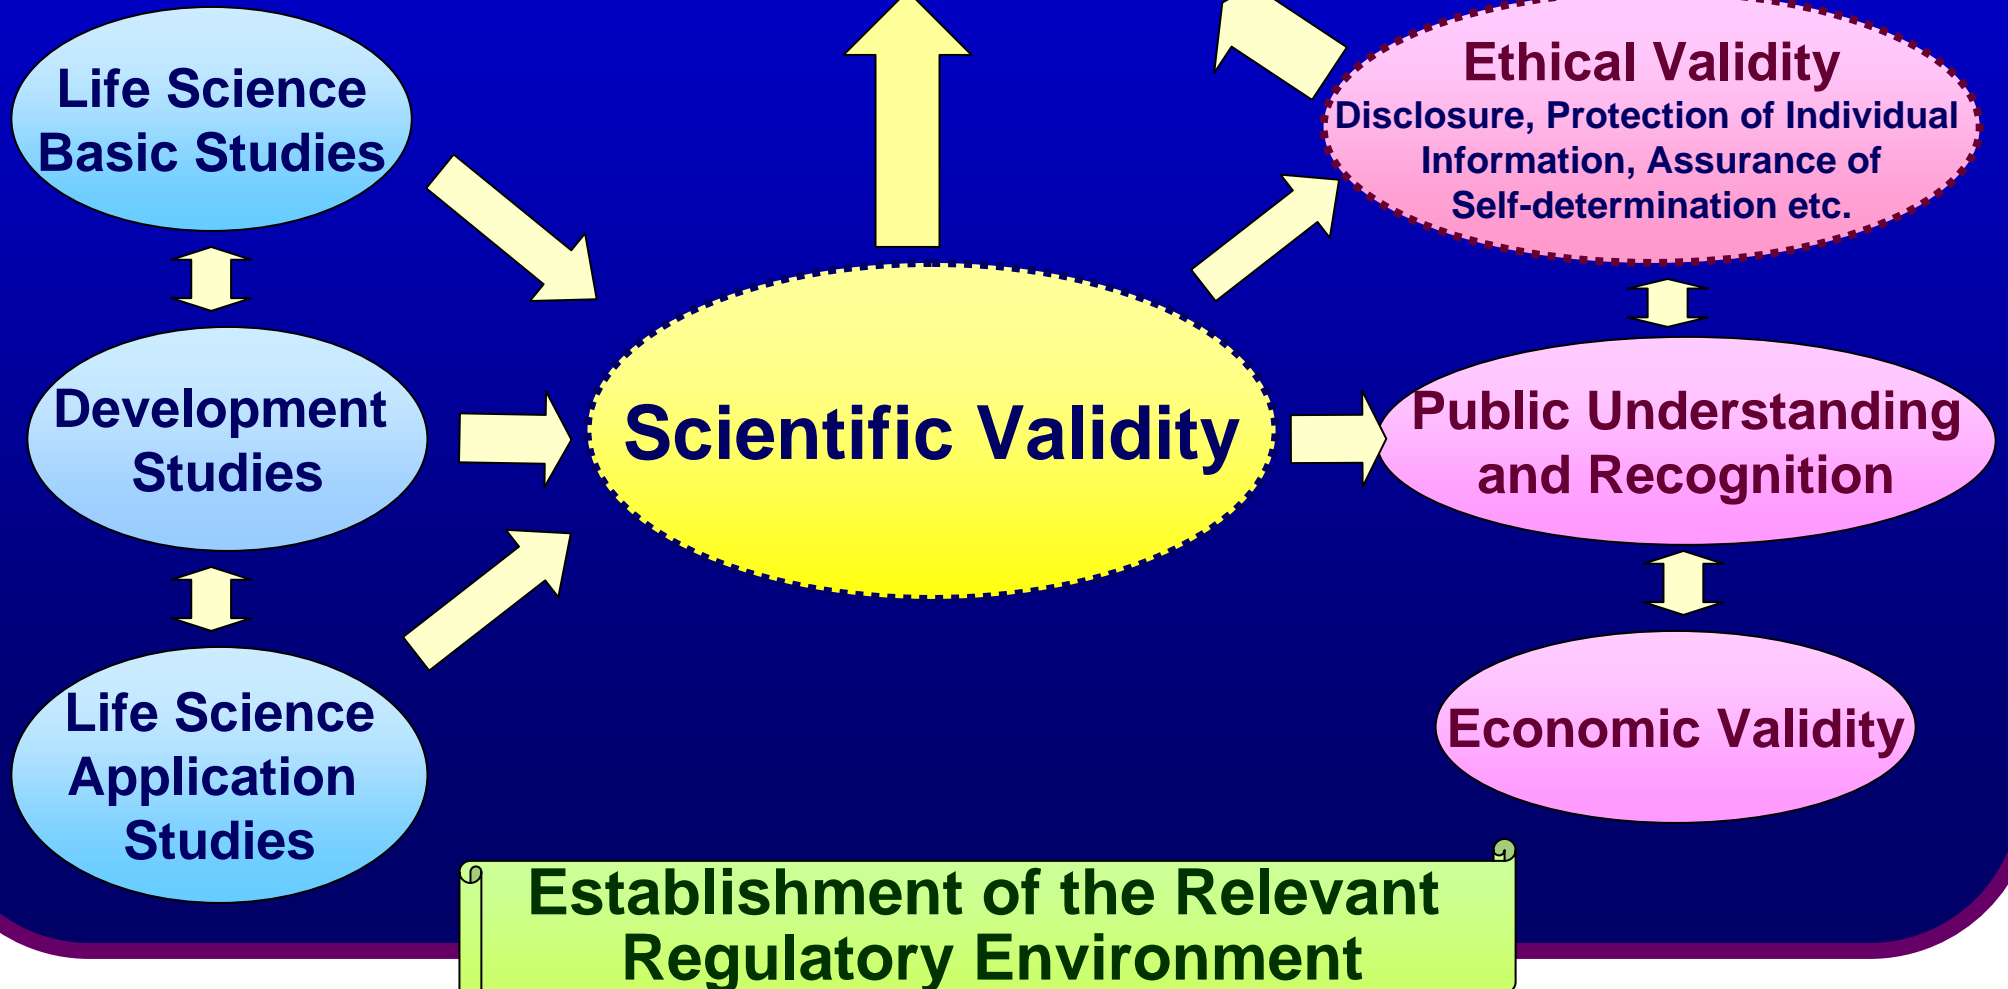 Life Science
Basic Studies
Ethical Validity
Disclosure, Protection of Individual
Information, Assurance of
Self-determination etc.
Development
Studies
Scientific Validity
Public Understanding
and Recognition
Life Science
Application
Studies
Economic Validity
Establishment of the Relevant
Regulatory Environment